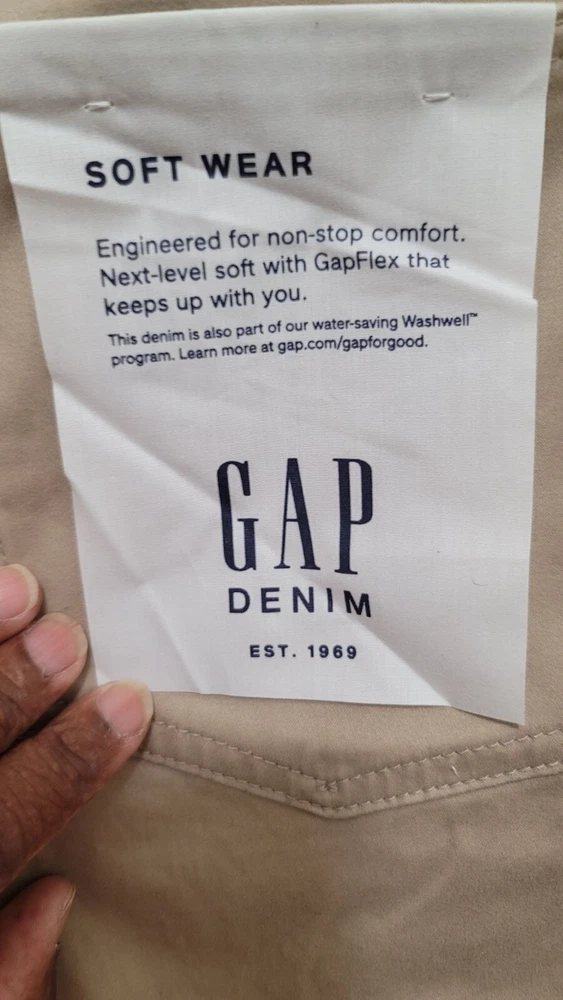 SOFT WEAR
Engineered for non-stop comfort.
Next-level soft with GapFlex that
keeps up with you.
This denim is also part of our water-saving Washwell™
program. Learn more at gap.com/gapforgood.
GAP
DENIM
EST. 1969